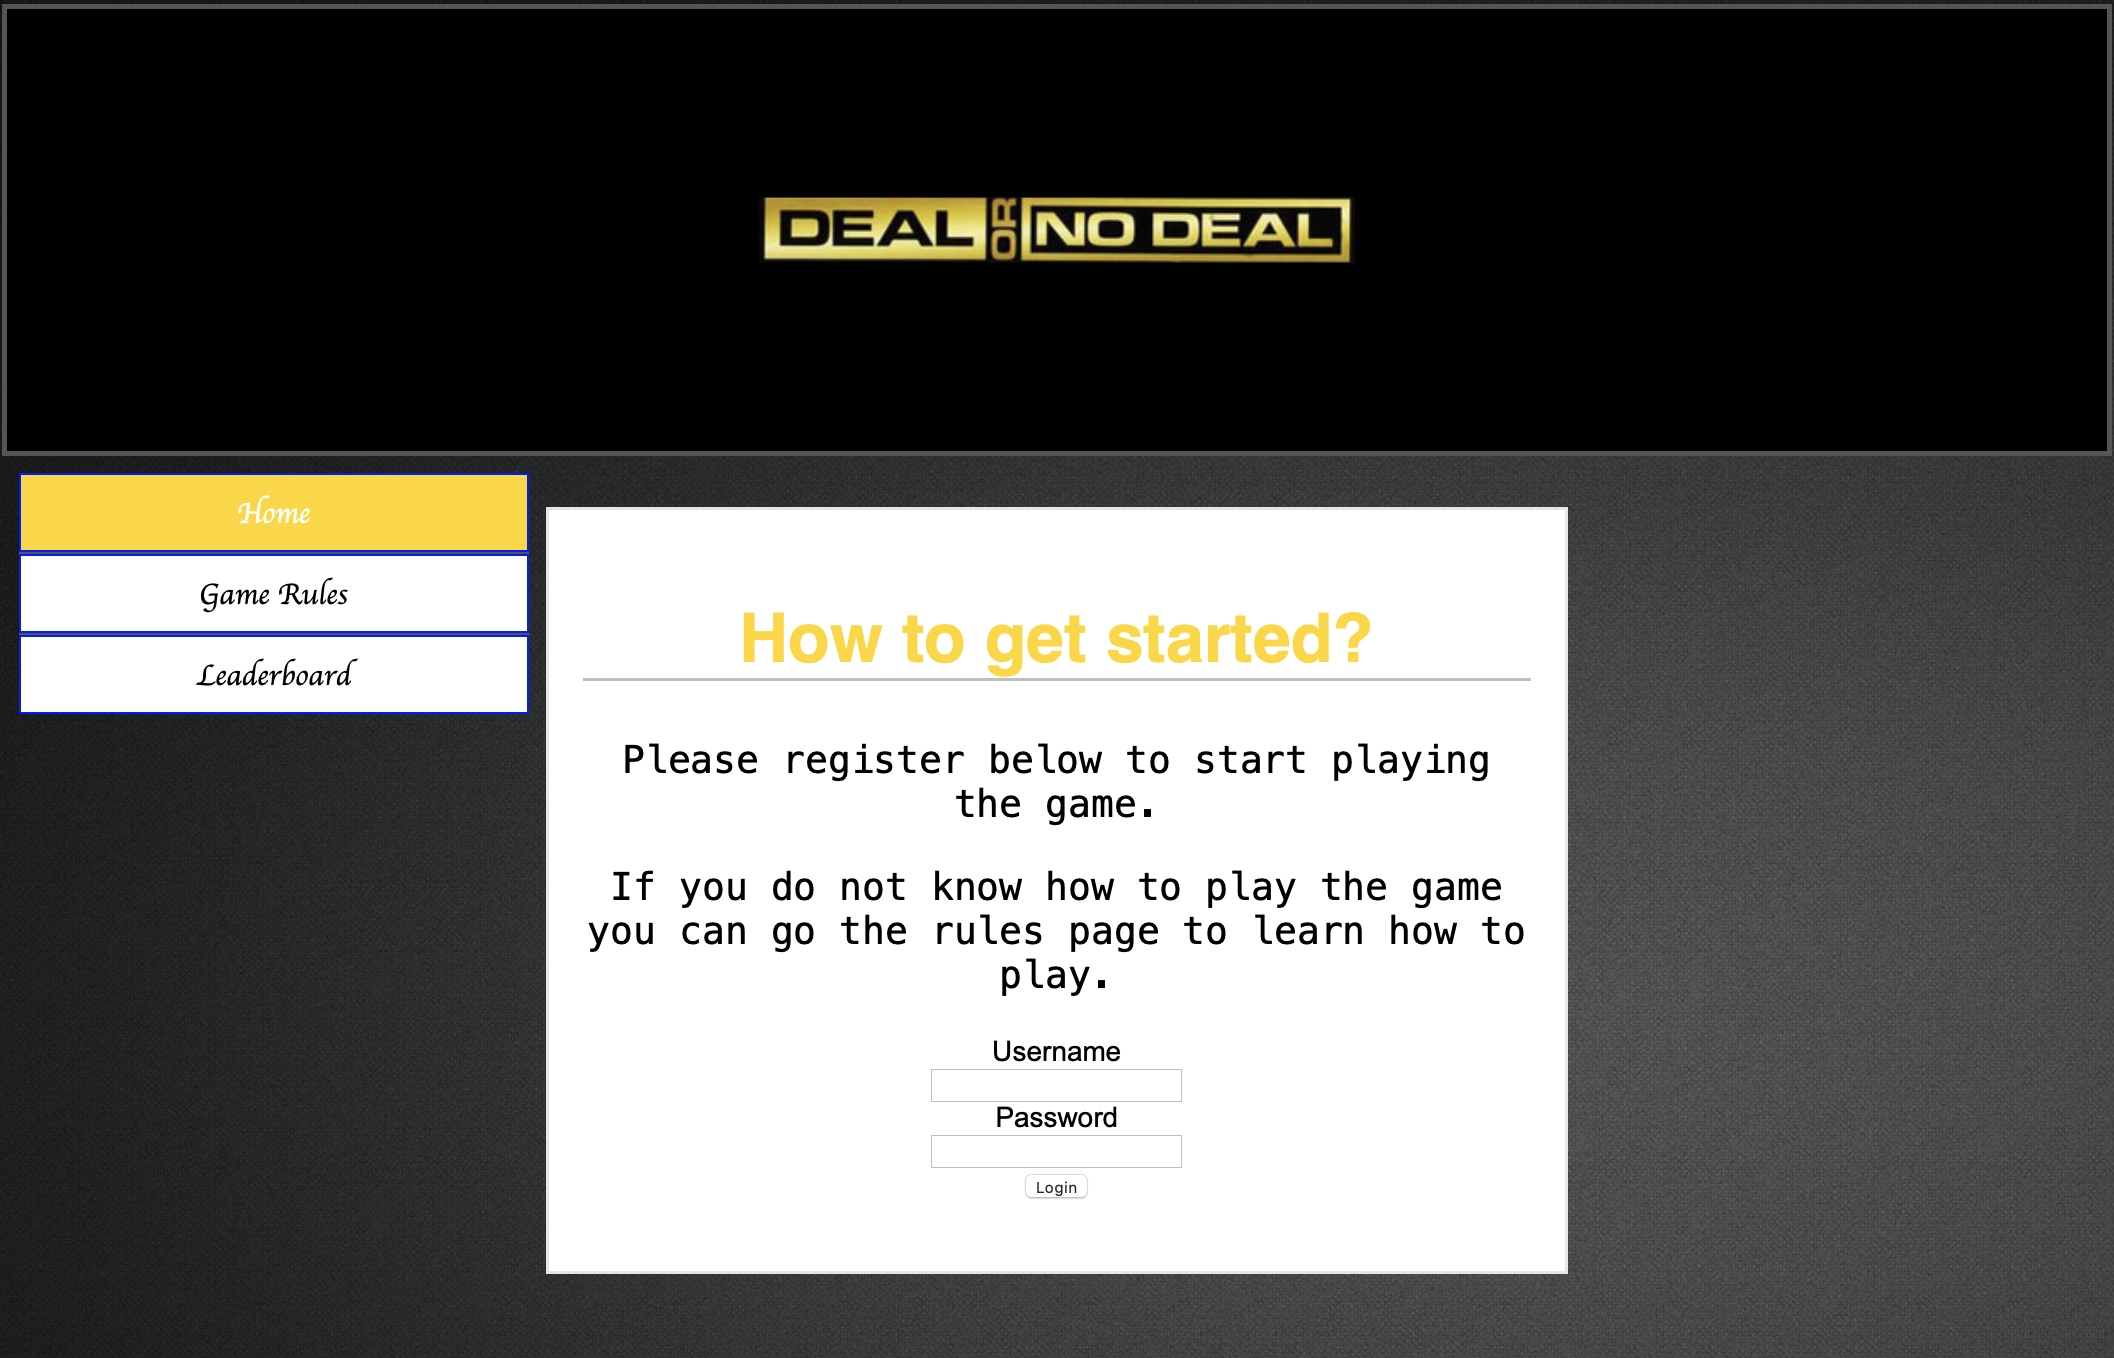 DEAL OR NO DEAL
Home
Game Rules
Leaderboard
How to get started?
Please register below to start playing
the game.
If you do not know how to play the game
you can go the rules page to learn how to
play.
Username
Password
Login